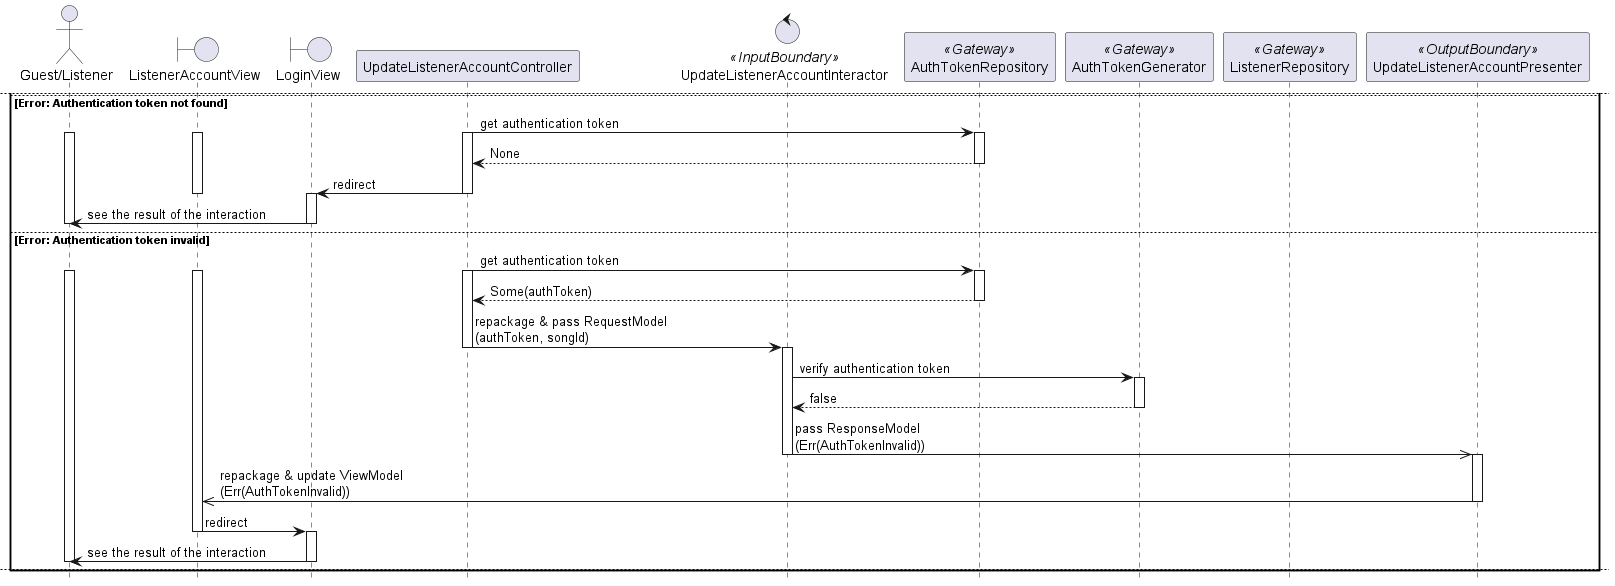 Guest/Listener
ListenerAccountView
LoginView
UpdateListenerAccountController
«InputBoundary»
UpdateListenerAccountInteractor
«Gateway»
AuthTokenRepository
«Gateway»
AuthTokenGenerator
«Gateway»
ListenerRepository
«OutputBoundary»
UpdateListenerAccountPresenter
[Error: Authentication token not found]
get authentication token
None
redirect
see the result of the interaction
[Error: Authentication token invalid]
get authentication token
Some(authToken)
repackage & pass RequestModel
(authToken, songId)
verify authentication token
false
pass ResponseModel
(Err(AuthTokenInvalid))
repackage & update ViewModel
(Err(AuthTokenInvalid))
redirect
see the result of the interaction